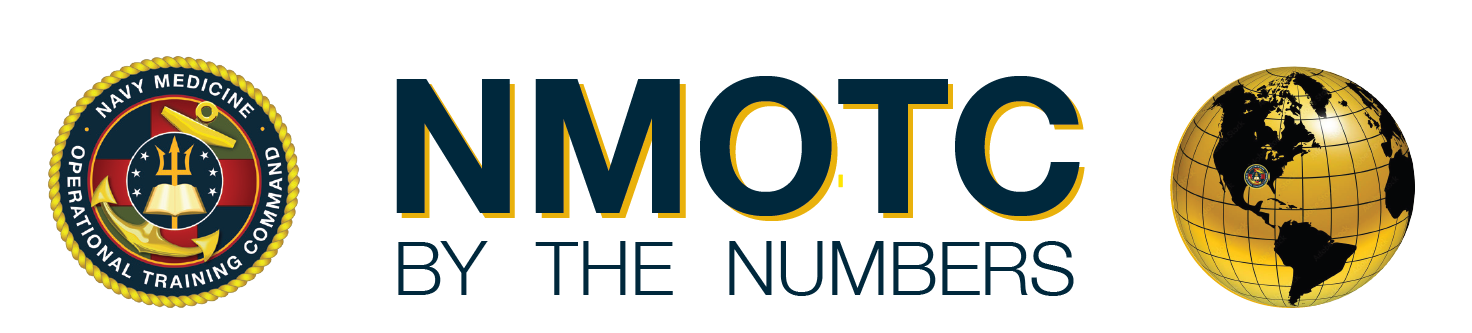 NAVY MEDICINE
OPERATIONAL TRAINING COMMAND
NMOTC
BY THE NUMBERS